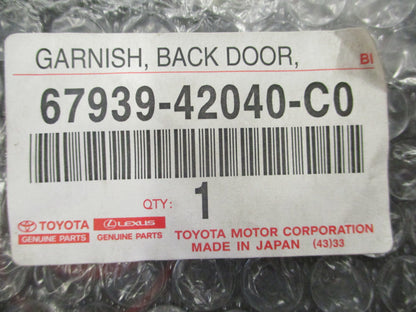 GARNISH, BACK DOOR,
BI
67939-42040-C0
QTY: 1
TOYOTA LEXUS
GENUINE PARTS GENUINE PARTS
TOYOTA MOTOR CORPORATION
MADE IN JAPAN (43)33